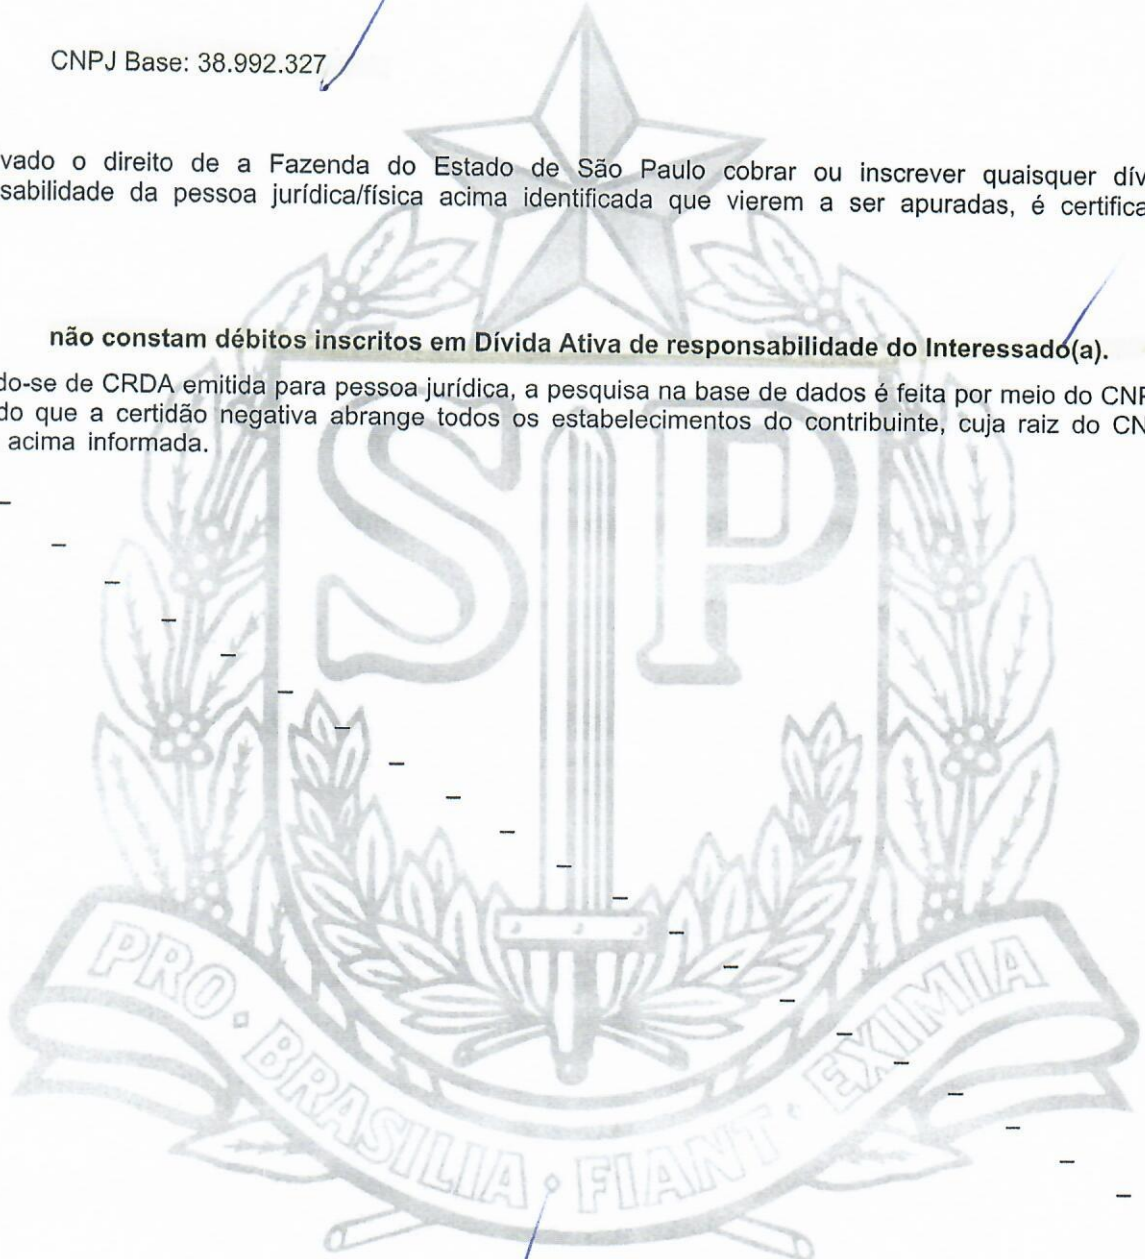 CNPJ Base: 38.992.327
vado o direito de a Fazenda do Estado de São Paulo cobrar ou inscrever quaisquer dív
sabilidade da pessoa jurídica/física acima identificada que vierem a ser apuradas, é certifica
não constam débitos inscritos em Dívida Ativa de responsabilidade do Interessado(a).
do-se de CRDA emitida para pessoa jurídica, a pesquisa na base de dados é feita por meio do CNP
do que a certidão negativa abrange todos os estabelecimentos do contribuinte, cuja raiz do CN
acima informada.
SP
PRO • BRASILIA • FIANT • EXIMIA